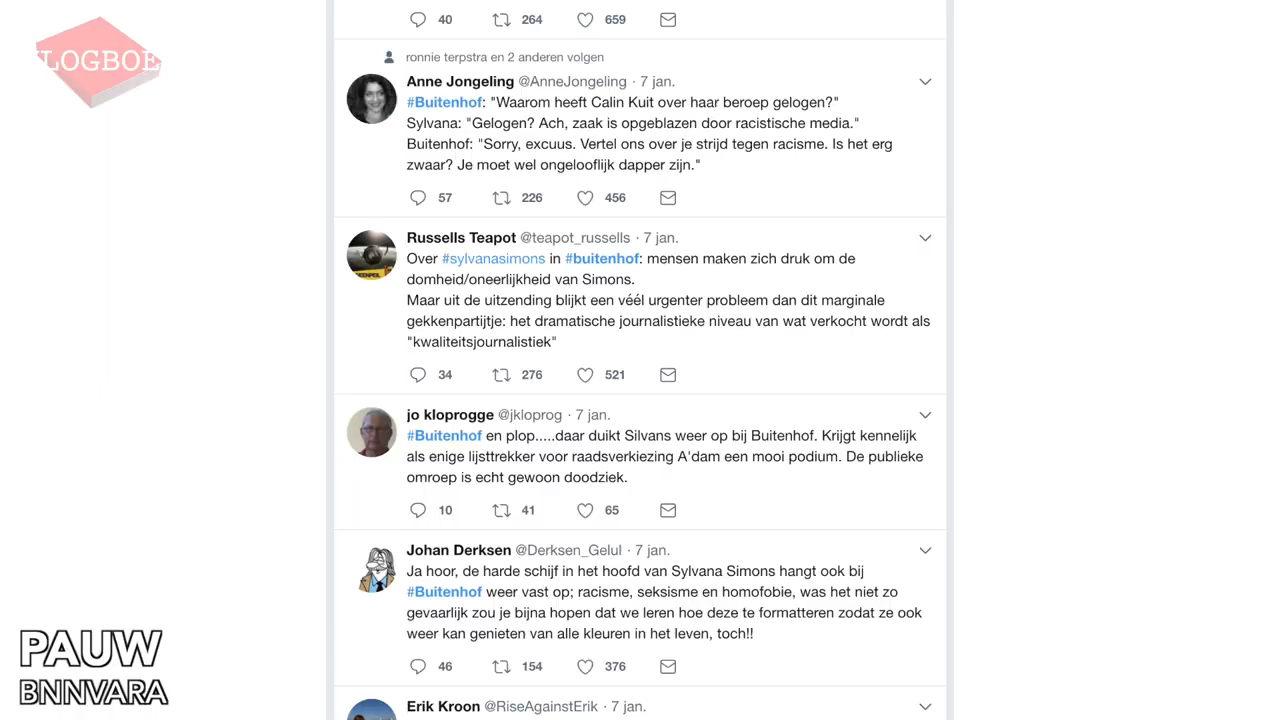 40 264 659
LOGBOE
ronnie terpstra en 2 anderen volgen
Anne Jongeling @AnneJongeling · 7 jan.
#Buitenhof: "Waarom heeft Calin Kuit over haar beroep gelogen?"
Sylvana: "Gelogen? Ach, zaak is opgeblazen door racistische media."
Buitenhof: "Sorry, excuus. Vertel ons over je strijd tegen racisme. Is het erg
zwaar? Je moet wel ongelooflijk dapper zijn."
57 226 456
Russells Teapot @teapot_russells · 7 jan.
Over #sylvanasimons in #buitenhof: mensen maken zich druk om de
domheid/oneerlijkheid van Simons.
Maar uit de uitzending blijkt een véél urgenter probleem dan dit marginale
gekkenpartijtje: het dramatische journalistieke niveau van wat verkocht wordt als
"kwaliteitsjournalistiek"
34 276 521
jo kloprogge @jkloprog · 7 jan.
#Buitenhof en plop.....daar duikt Silvans weer op bij Buitenhof. Krijgt kennelijk
als enige lijsttrekker voor raadsverkiezing A'dam een mooi podium. De publieke
omroep is echt gewoon doodziek.
10 41 65
Johan Derksen @Derksen_Gelul · 7 jan.
Ja hoor, de harde schijf in het hoofd van Sylvana Simons hangt ook bij
#Buitenhof weer vast op; racisme, seksisme en homofobie, was het niet zo
gevaarlijk zou je bijna hopen dat we leren hoe deze te formatteren zodat ze ook
weer kan genieten van alle kleuren in het leven, toch!!
46 154 376
Erik Kroon @RiseAgainstErik · 7 jan.
PAUW
BNNVARA